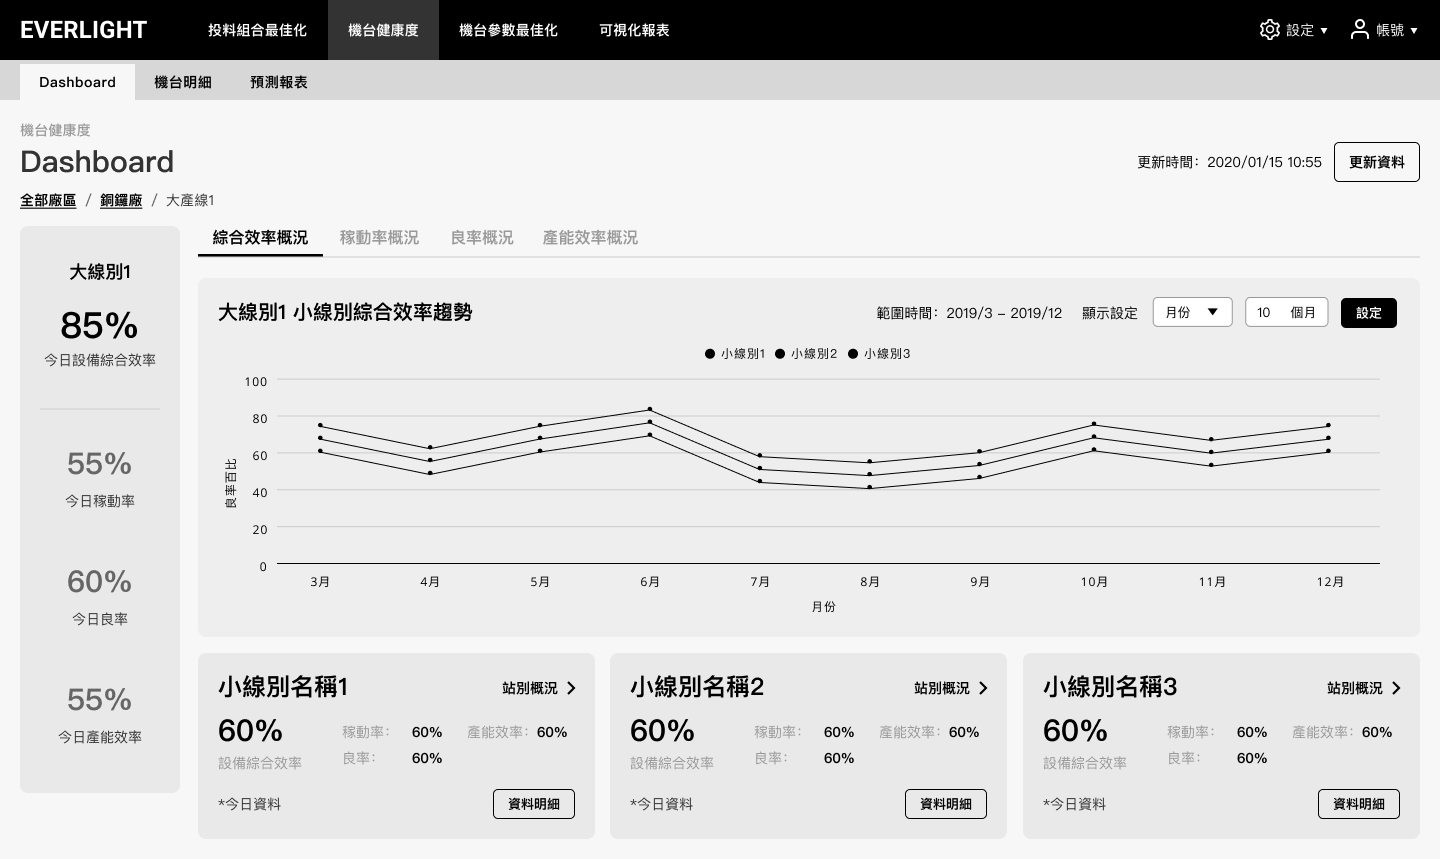 EVERLIGHT 投料組合最佳化 機台健康度 機台參數最佳化 可視化報表 設定 ▼ 帳號 ▼
Dashboard 機台明細 預測報表
機台健康度
Dashboard
更新時間：2020/01/15 10:55 更新資料
全部廠區 / 銅鑼廠 / 大產線1
大線別1
85%
今日設備綜合效率
55%
今日稼動率
60%
今日良率
55%
今日產能效率
綜合效率概況 稼動率概況 良率概況 產能效率概況
大線別1 小線別綜合效率趨勢
範圍時間：2019/3 – 2019/12 顯示設定 月份 ▼ 10 個月 設定
小線別1 小線別2 小線別3
100
80
60
40
20
0
良率百比
3月 4月 5月 6月 7月 8月 9月 10月 11月 12月
月份
小線別名稱1 站別概況
60% 稼動率： 60% 產能效率： 60%
設備綜合效率 良率： 60%
*今日資料 資料明細
小線別名稱2 站別概況
60% 稼動率： 60% 產能效率： 60%
設備綜合效率 良率： 60%
*今日資料 資料明細
小線別名稱3 站別概況
60% 稼動率： 60% 產能效率： 60%
設備綜合效率 良率： 60%
*今日資料 資料明細